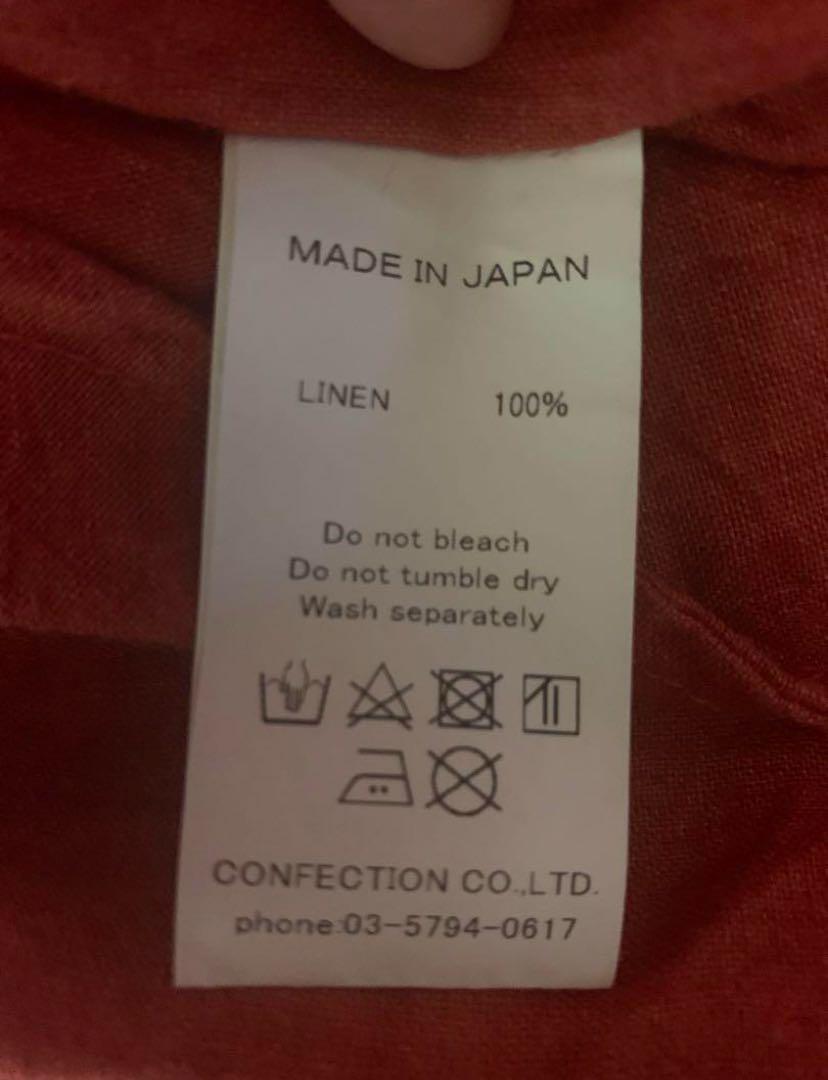 MADE IN JAPAN
LINEN 100%
Do not bleach
Do not tumble dry
Wash separately
CONFECTION CO.,LTD.
phone:03-5794-0617